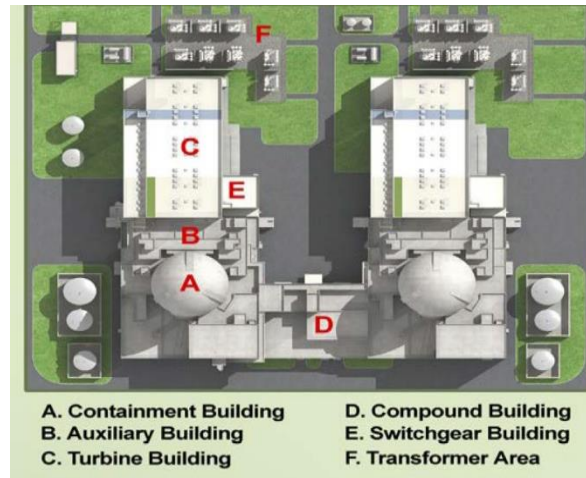 F
C
E
B
A
D
A. Containment Building
B. Auxiliary Building
C. Turbine Building
D. Compound Building
E. Switchgear Building
F. Transformer Area